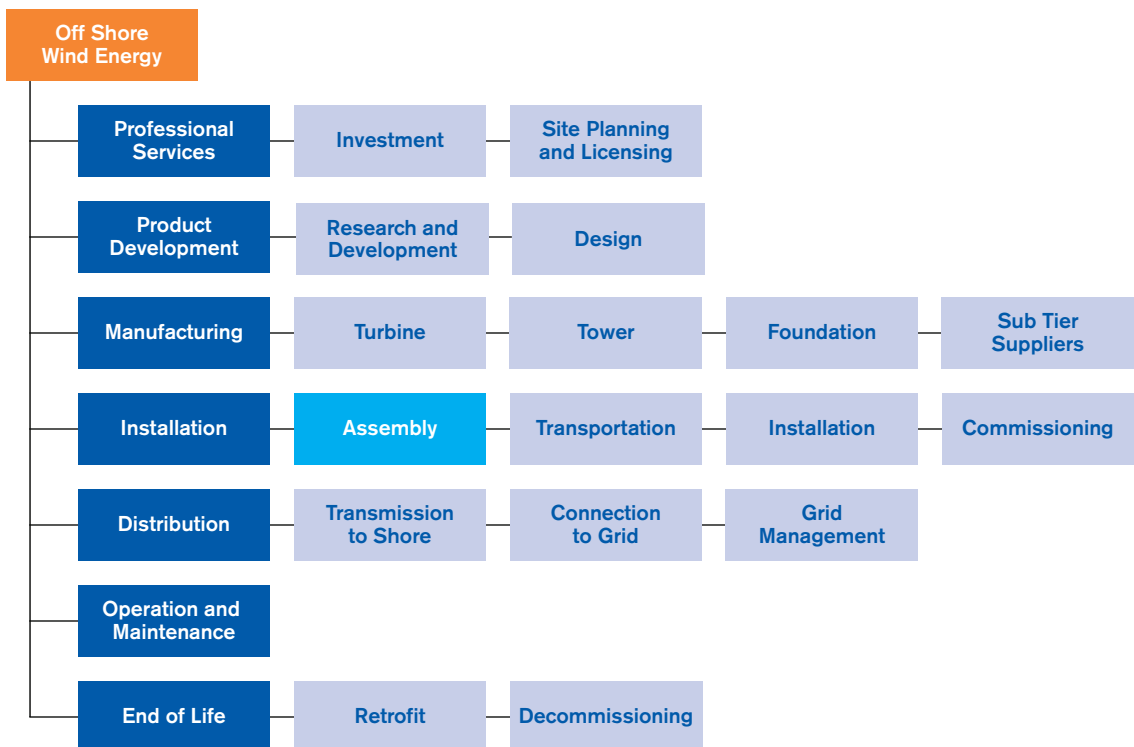 Off Shore
Wind Energy
Professional
Services
Investment
Site Planning
and Licensing
Product
Development
Research and
Development
Design
Manufacturing
Turbine
Tower
Foundation
Sub Tier
Suppliers
Installation
Assembly
Transportation
Installation
Commissioning
Distribution
Transmission
to Shore
Connection
to Grid
Grid
Management
Operation and
Maintenance
End of Life
Retrofit
Decommissioning